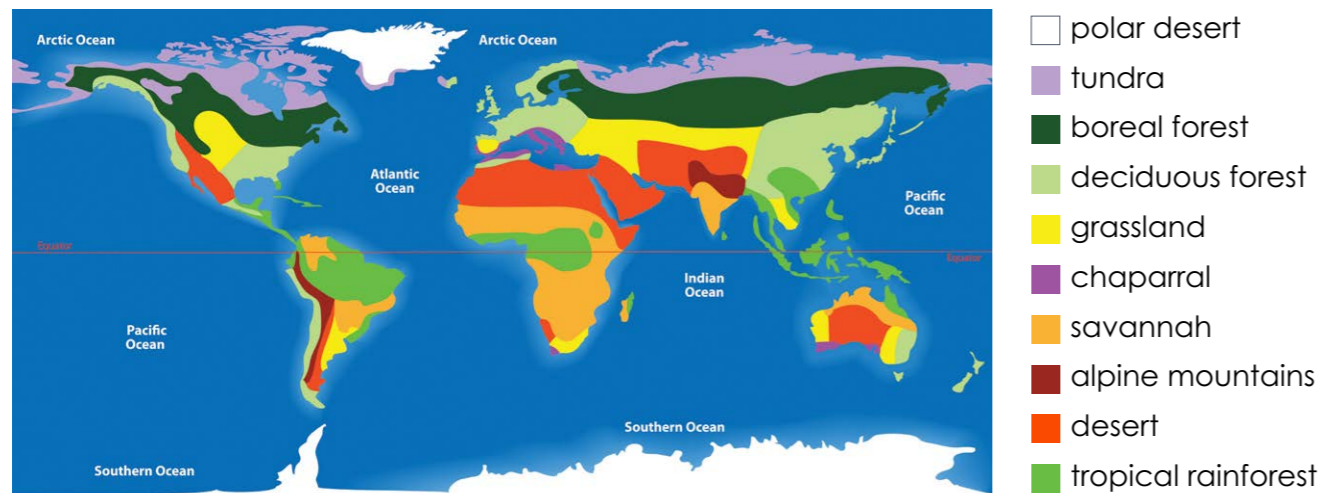 Arctic Ocean
Arctic Ocean
Atlantic
Ocean
Pacific
Ocean
Equator
Equator
Indian
Ocean
Pacific
Ocean
Southern Ocean
Southern Ocean
polar desert
tundra
boreal forest
deciduous forest
grassland
chaparral
savannah
alpine mountains
desert
tropical rainforest